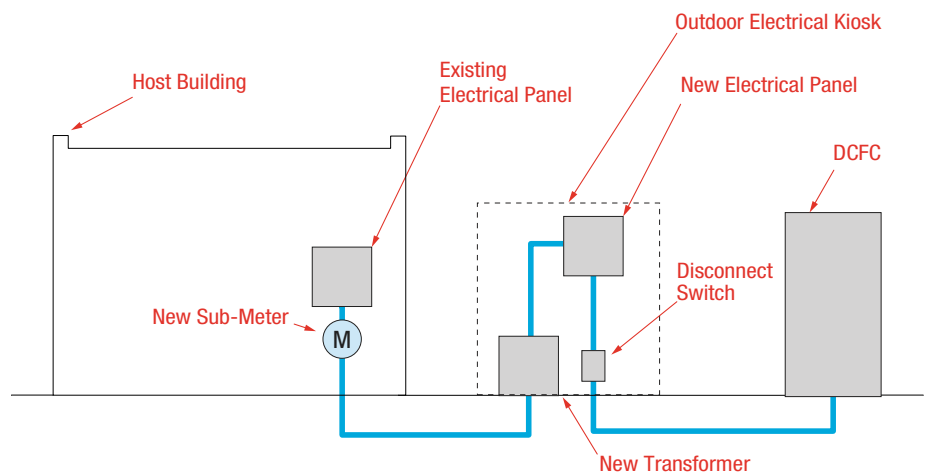 Outdoor Electrical Kiosk
Host Building
Existing
Electrical Panel
New Electrical Panel
DCFC
Disconnect
Switch
New Sub-Meter
M
New Transformer